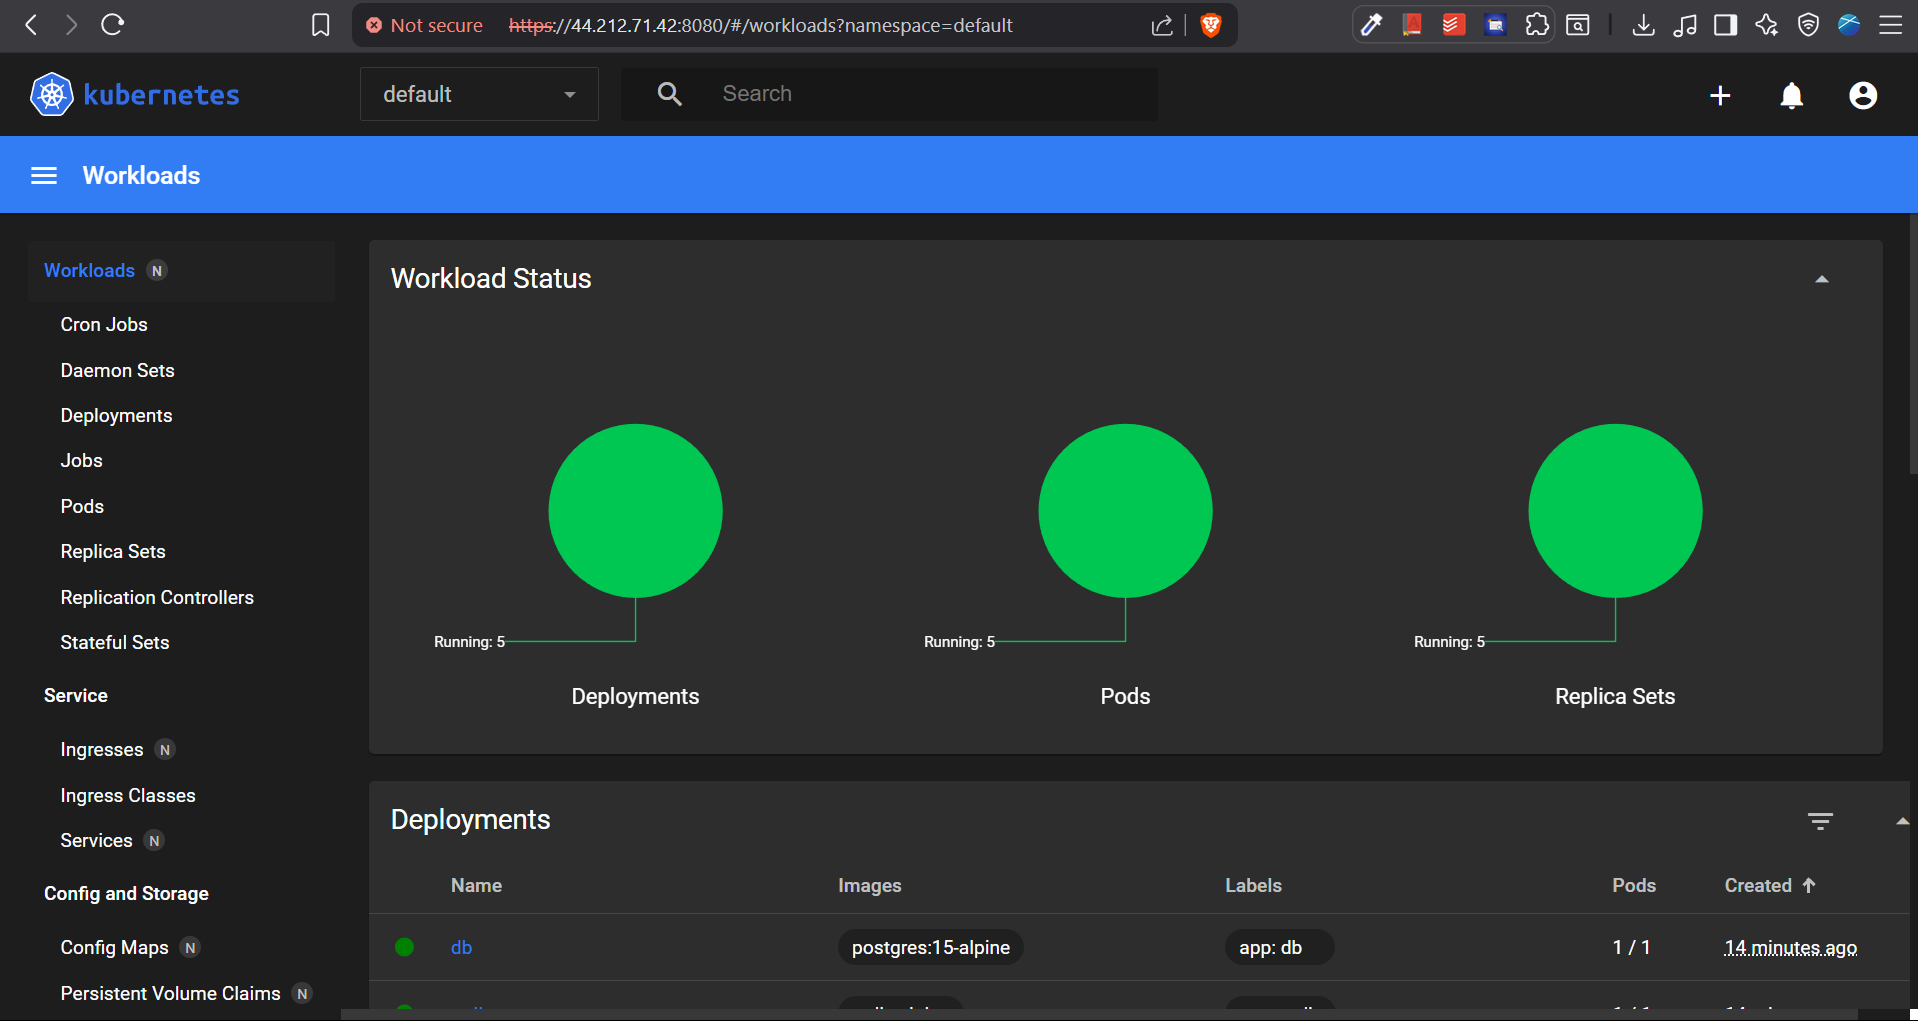 Not secure https://44.212.71.42:8080/#/workloads?namespace=default
kubernetes default Search
Workloads
Workloads N
Cron Jobs
Daemon Sets
Deployments
Jobs
Pods
Replica Sets
Replication Controllers
Stateful Sets
Service
Ingresses N
Ingress Classes
Services N
Config and Storage
Config Maps N
Persistent Volume Claims N
Workload Status
Running: 5 Running: 5 Running: 5
Deployments Pods Replica Sets
Deployments
Name Images Labels Pods Created
db postgres:15-alpine app: db 1 / 1 14 minutes ago